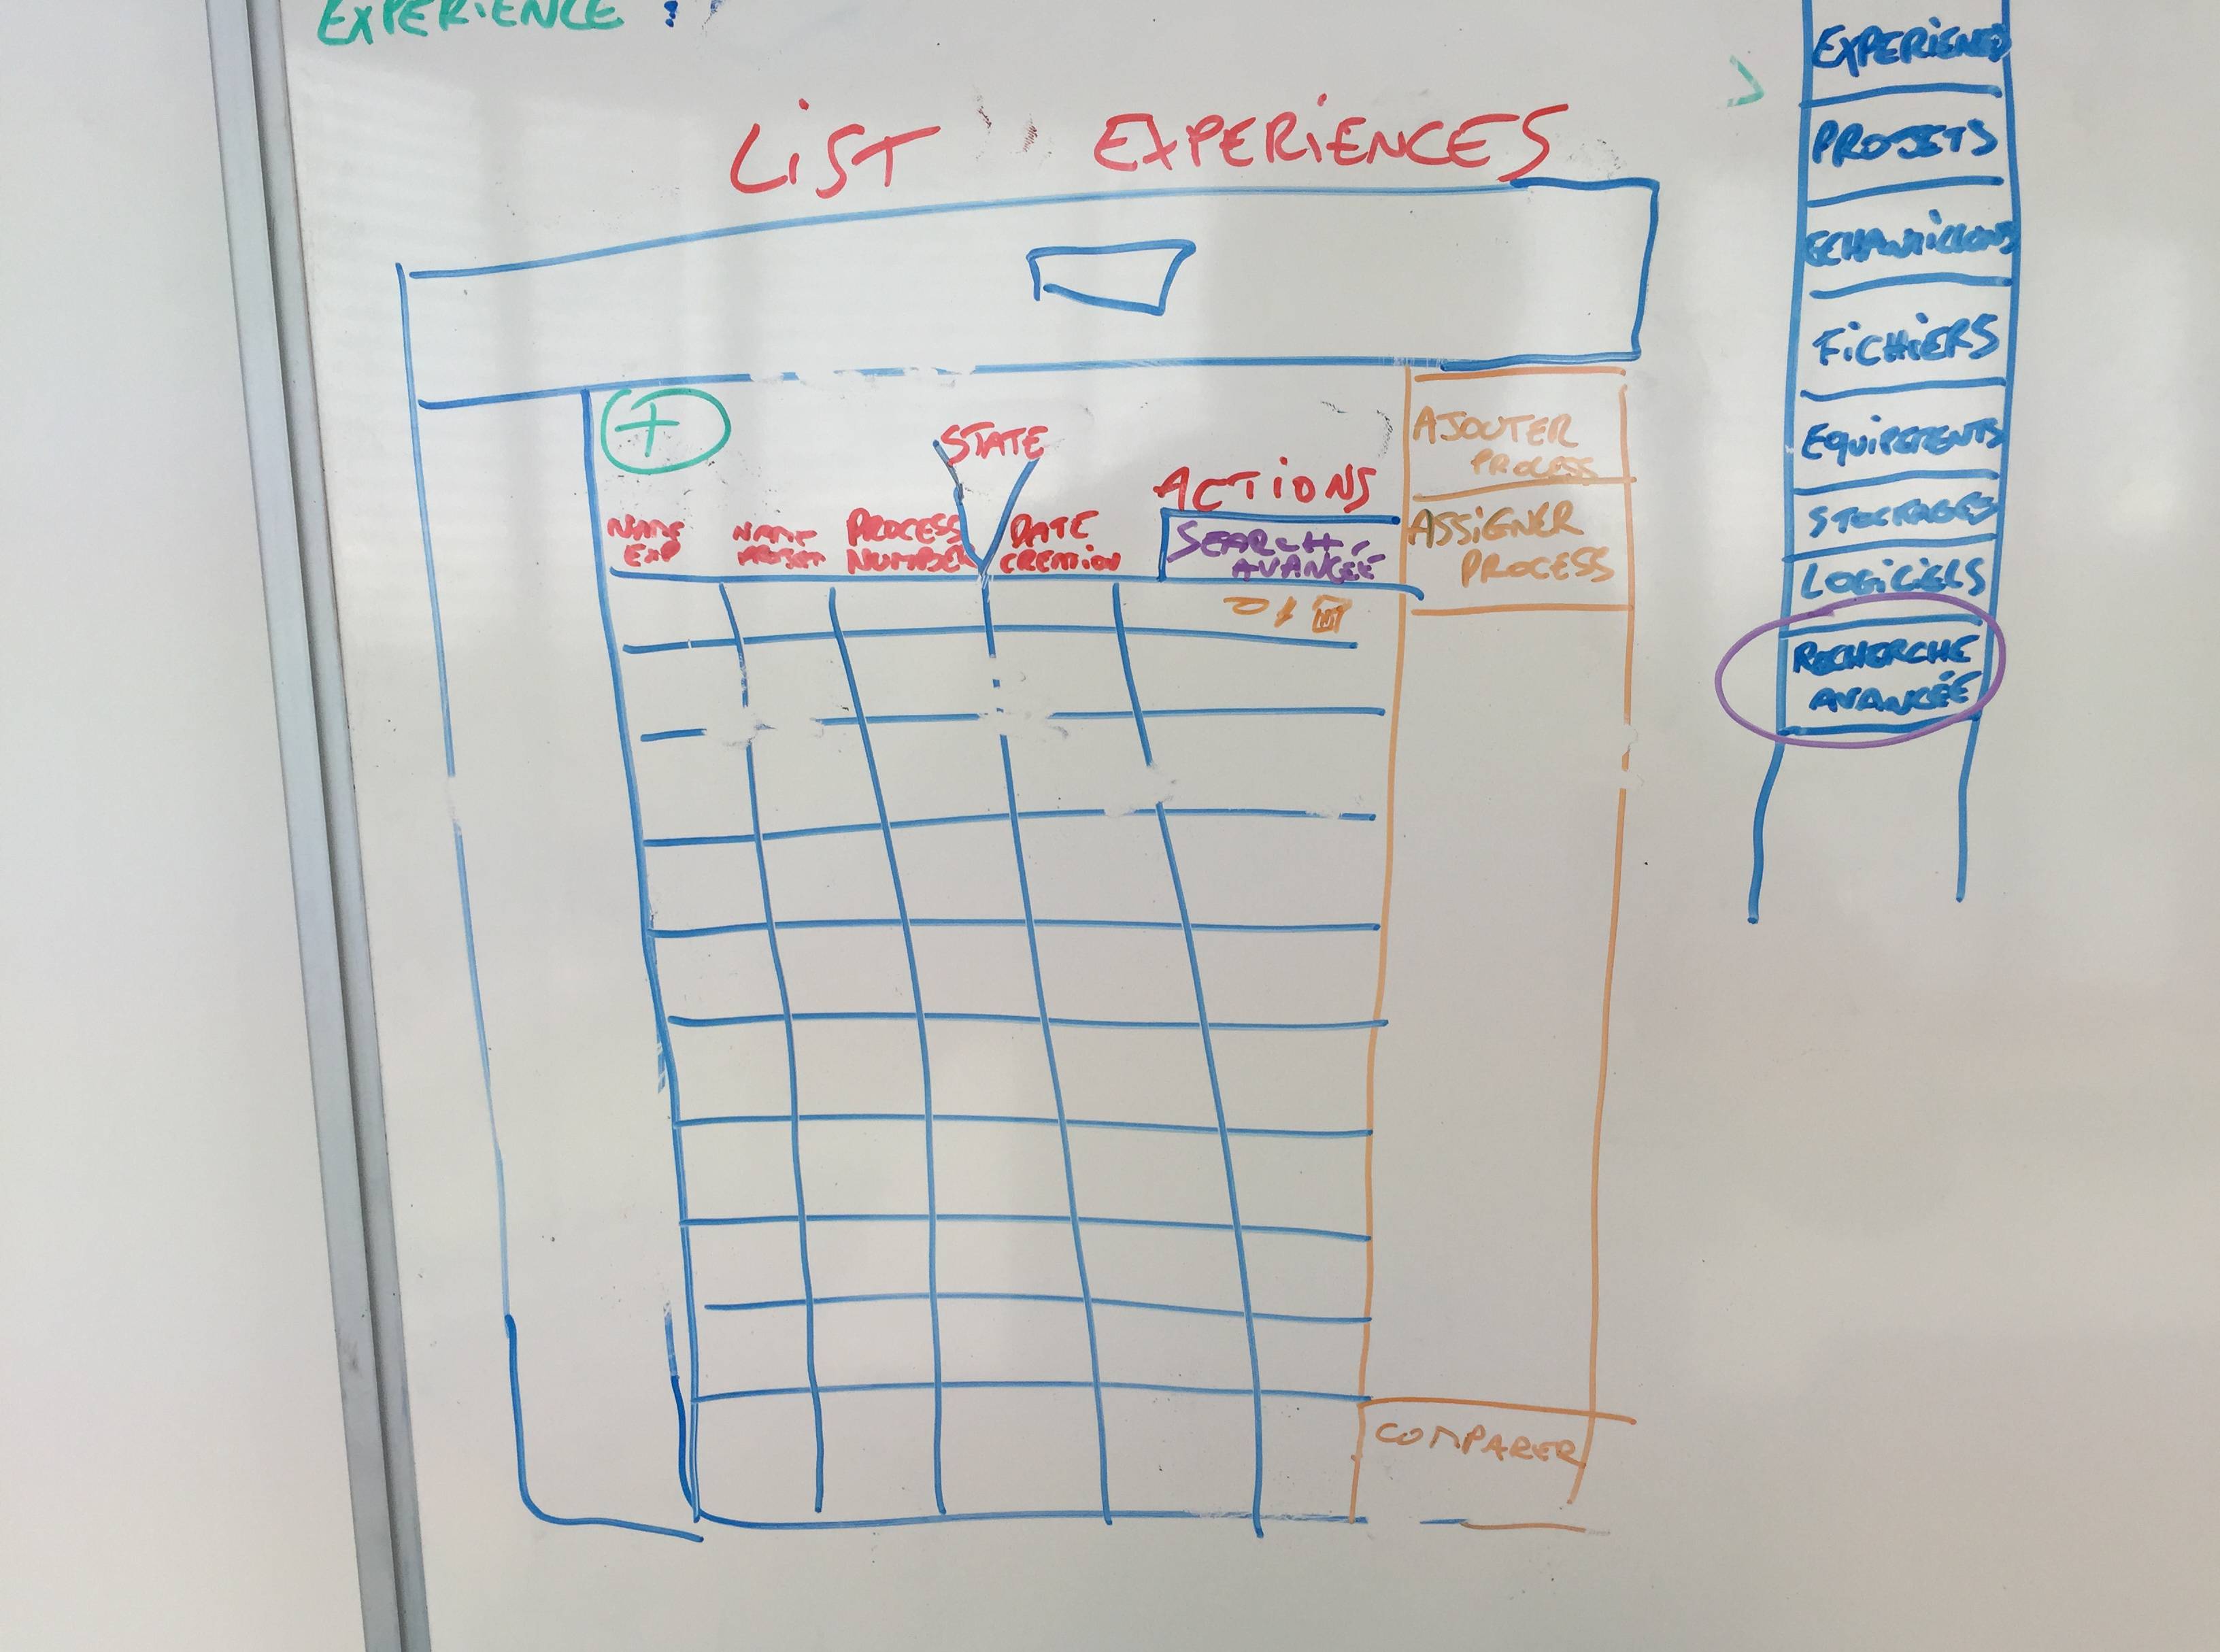 EXPERIENCE :
LIST EXPERIENCES
+
STATE
ACTIONS
NAME
EXP
NAME
PROJET
PROCESS
NUMBER
DATE
CREATION
SEARCH
AVANCÉE
AJOUTER
PROCESS
ASSIGNER
PROCESS
COMPARER
>
EXPERIENCES
PROJETS
ECHANTILLONS
FICHIERS
EQUIPEMENTS
STOCKAGES
LOGICIELS
RECHERCHE
AVANCÉE